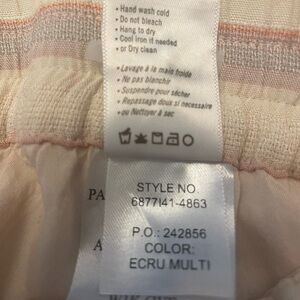 • Hand wash cold
• Do not bleach
• Hang to dry
• Cool iron if needed
• or Dry clean
• Lavage à la main froide
• Ne pas blanchir
• Suspendre pour sécher
• Repassage doux si nécessaire
• ou Nettoyer à sec
PA
STYLE NO.
6877I41-4863
A
P.O.: 242856
COLOR:
ECRU MULTI